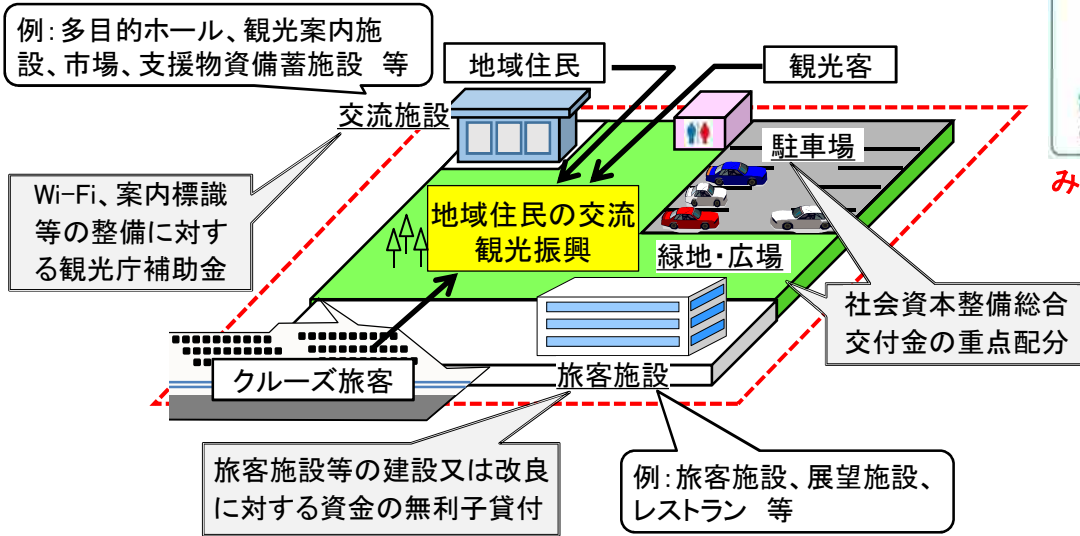 例:多目的ホール、観光案内施
設、市場、支援物資備蓄施設　等
地域住民
観光客
交流施設
駐車場
Wi-Fi、案内標識
等の整備に対す
る観光庁補助金
地域住民の交流
観光振興
緑地・広場
み
社会資本整備総合
交付金の重点配分
クルーズ旅客
旅客施設
旅客施設等の建設又は改良
に対する資金の無利子貸付
例:旅客施設、展望施設、
レストラン　等